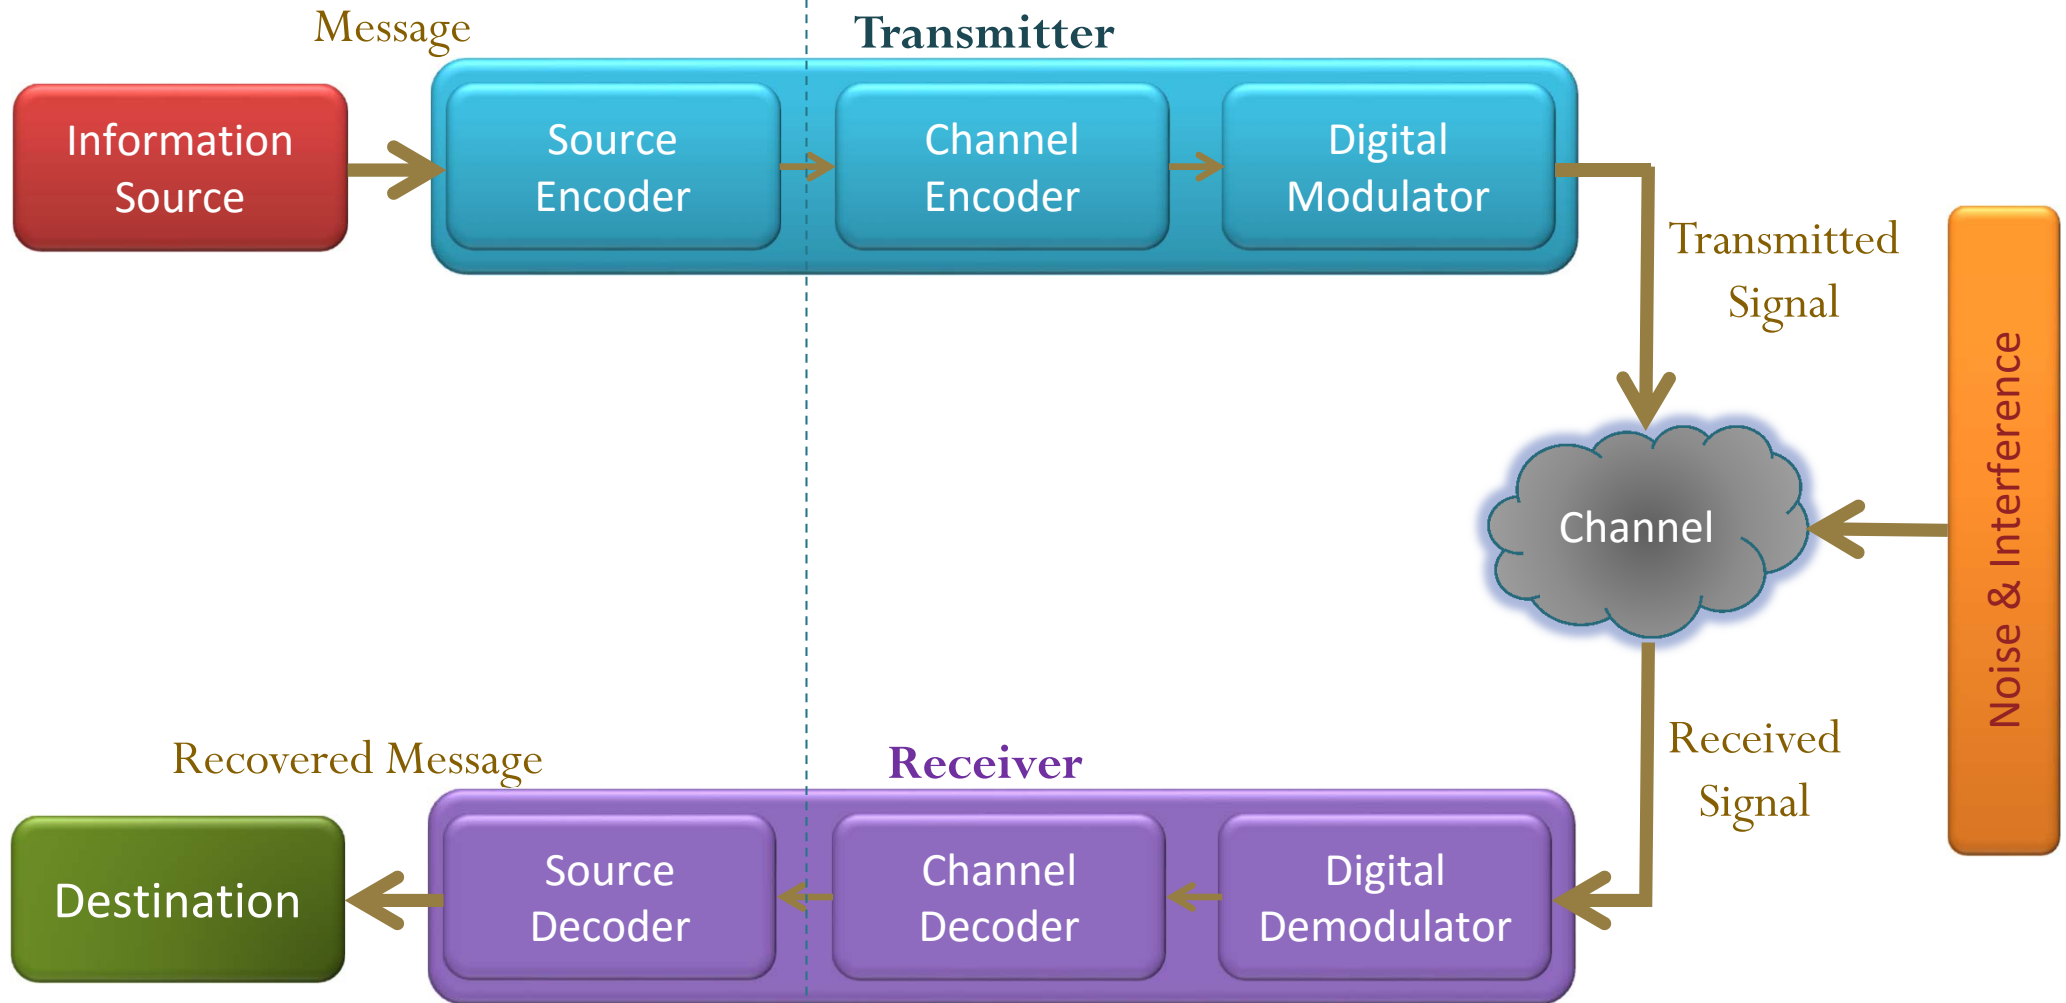 Message
Transmitter
Information
Source
Source
Encoder
Channel
Encoder
Digital
Modulator
Transmitted
Signal
Channel
Noise & Interference
Received
Signal
Recovered Message
Receiver
Destination
Source
Decoder
Channel
Decoder
Digital
Demodulator